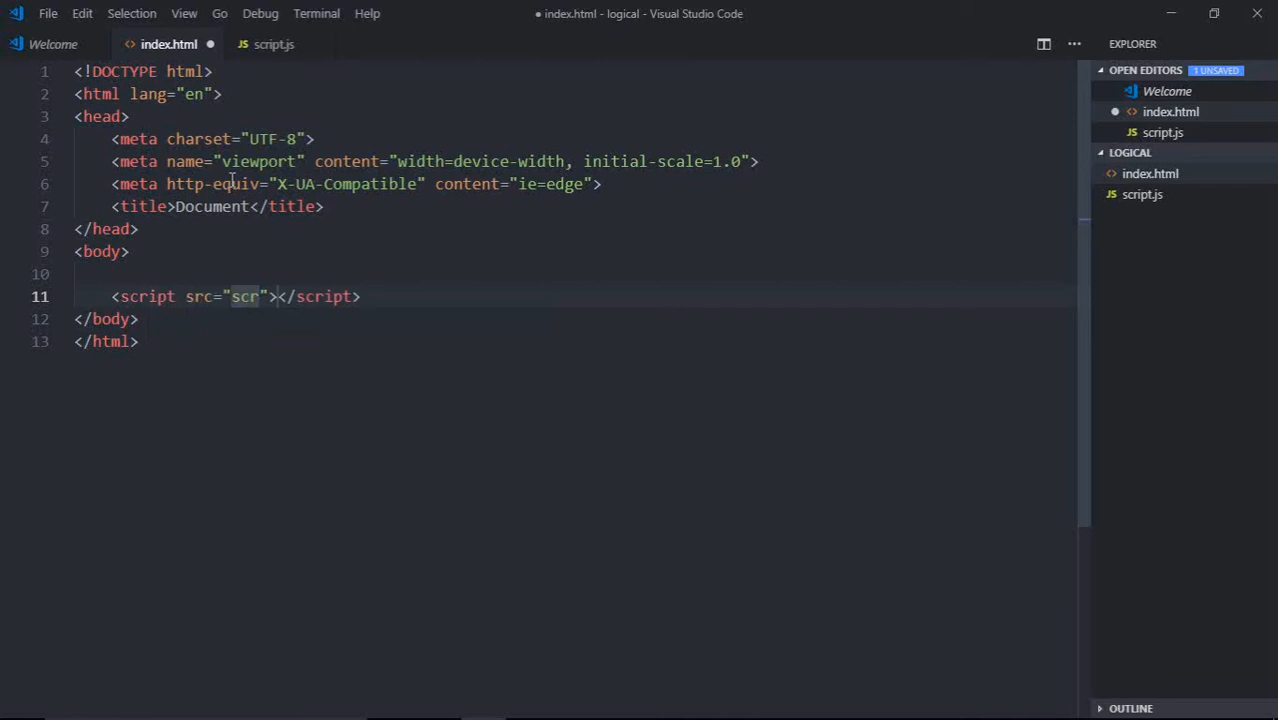 File Edit Selection View Go Debug Terminal Help
● index.html - logical - Visual Studio Code
Welcome
<> index.html ●
JS script.js
EXPLORER
OPEN EDITORS 1 UNSAVED
Welcome
● <> index.html
JS script.js
LOGICAL
<> index.html
JS script.js
OUTLINE
1 <!DOCTYPE html>
2 <html lang="en">
3 <head>
4 <meta charset="UTF-8">
5 <meta name="viewport" content="width=device-width, initial-scale=1.0">
6 <meta http-equiv="X-UA-Compatible" content="ie=edge">
7 <title>Document</title>
8 </head>
9 <body>
10
11 <script src="scr"></script>
12 </body>
13 </html>